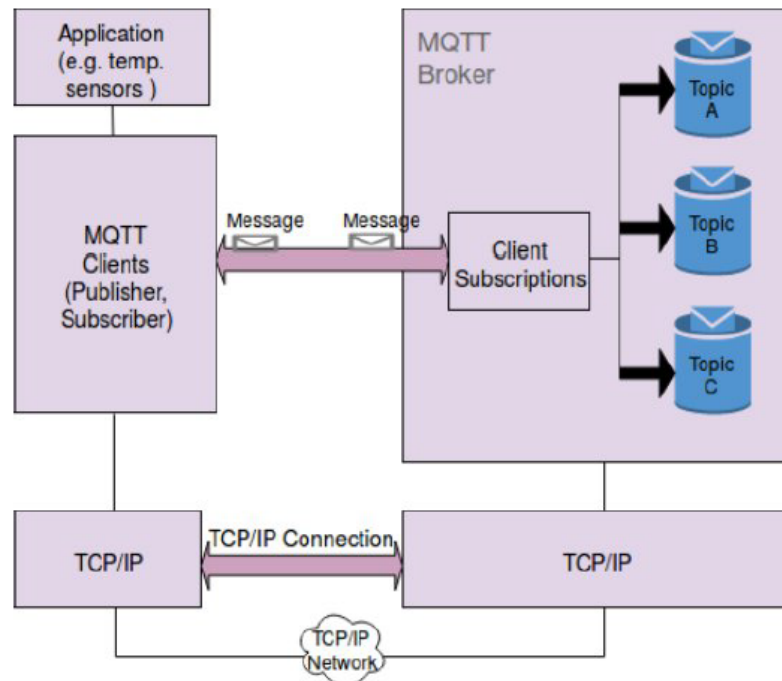 Application
(e.g. temp.
sensors )
MQTT
Broker
Topic
A
Message
Message
MQTT
Clients
(Publisher,
Subscriber)
Client
Subscriptions
Topic
B
Topic
C
TCP/IP Connection
TCP/IP
TCP/IP
TCP/IP
Network